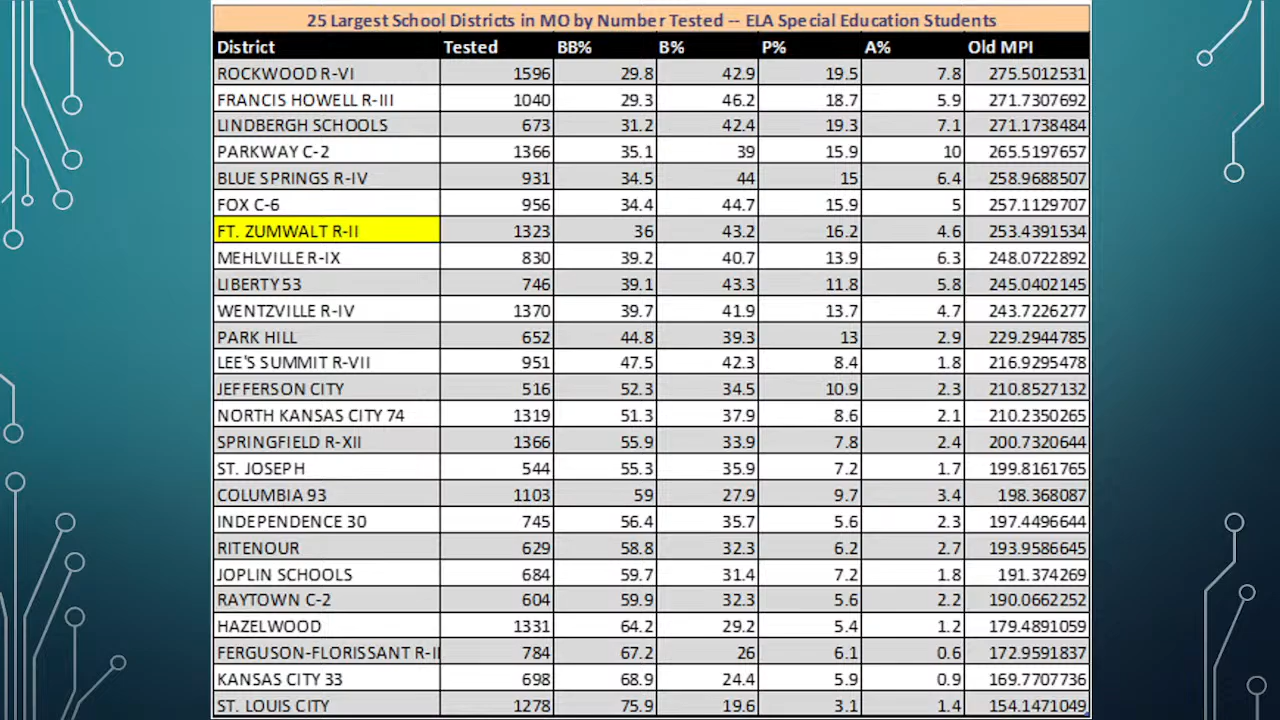 25 Largest School Districts in MO by Number Tested -- ELA Special Education Students
District Tested BB% B% P% A% Old MPI
ROCKWOOD R-VI 1596 29.8 42.9 19.5 7.8 275.5012531
FRANCIS HOWELL R-III 1040 29.3 46.2 18.7 5.9 271.7307692
LINDBERGH SCHOOLS 673 31.2 42.4 19.3 7.1 271.1738484
PARKWAY C-2 1366 35.1 39 15.9 10 265.5197657
BLUE SPRINGS R-IV 931 34.5 44 15 6.4 258.9688507
FOX C-6 956 34.4 44.7 15.9 5 257.1129707
FT. ZUMWALT R-II 1323 36 43.2 16.2 4.6 253.4391534
MEHLVILLE R-IX 830 39.2 40.7 13.9 6.3 248.0722892
LIBERTY 53 746 39.1 43.3 11.8 5.8 245.0402145
WENTZVILLE R-IV 1370 39.7 41.9 13.7 4.7 243.7226277
PARK HILL 652 44.8 39.3 13 2.9 229.2944785
LEE'S SUMMIT R-VII 951 47.5 42.3 8.4 1.8 216.9295478
JEFFERSON CITY 516 52.3 34.5 10.9 2.3 210.8527132
NORTH KANSAS CITY 74 1319 51.3 37.9 8.6 2.1 210.2350265
SPRINGFIELD R-XII 1366 55.9 33.9 7.8 2.4 200.7320644
ST. JOSEPH 544 55.3 35.9 7.2 1.7 199.8161765
COLUMBIA 93 1103 59 27.9 9.7 3.4 198.368087
INDEPENDENCE 30 745 56.4 35.7 5.6 2.3 197.4496644
RITENOUR 629 58.8 32.3 6.2 2.7 193.9586645
JOPLIN SCHOOLS 684 59.7 31.4 7.2 1.8 191.374269
RAYTOWN C-2 604 59.9 32.3 5.6 2.2 190.0662252
HAZELWOOD 1331 64.2 29.2 5.4 1.2 179.4891059
FERGUSON-FLORISSANT R-II 784 67.2 26 6.1 0.6 172.9591837
KANSAS CITY 33 698 68.9 24.4 5.9 0.9 169.7707736
ST. LOUIS CITY 1278 75.9 19.6 3.1 1.4 154.1471049